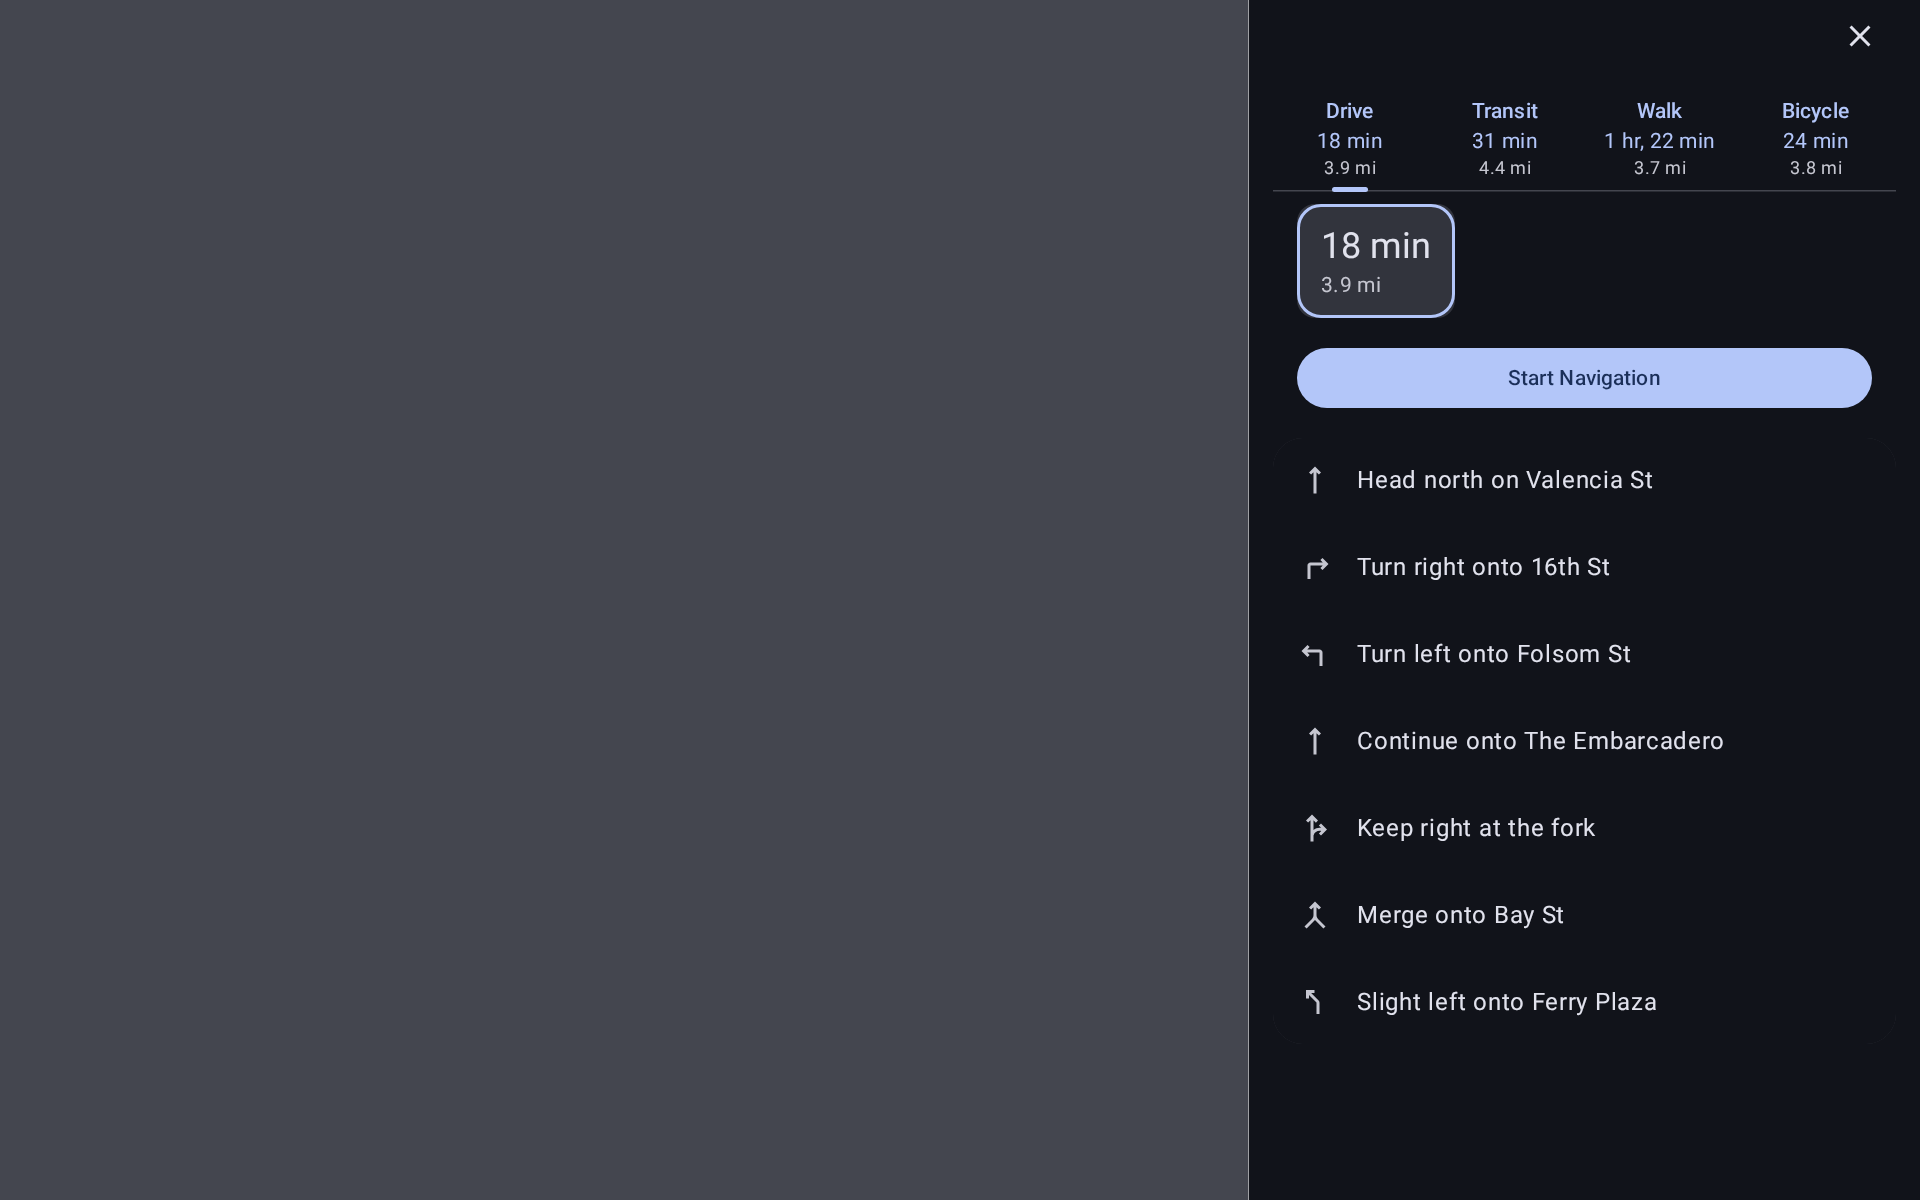 Drive
18 min
3.9 mi
Transit
31 min
4.4 mi
Walk
1 hr, 22 min
3.7 mi
Bicycle
24 min
3.8 mi
18 min
3.9 mi
Start Navigation
Head north on Valencia St
Turn right onto 16th St
Turn left onto Folsom St
Continue onto The Embarcadero
Keep right at the fork
Merge onto Bay St
Slight left onto Ferry Plaza